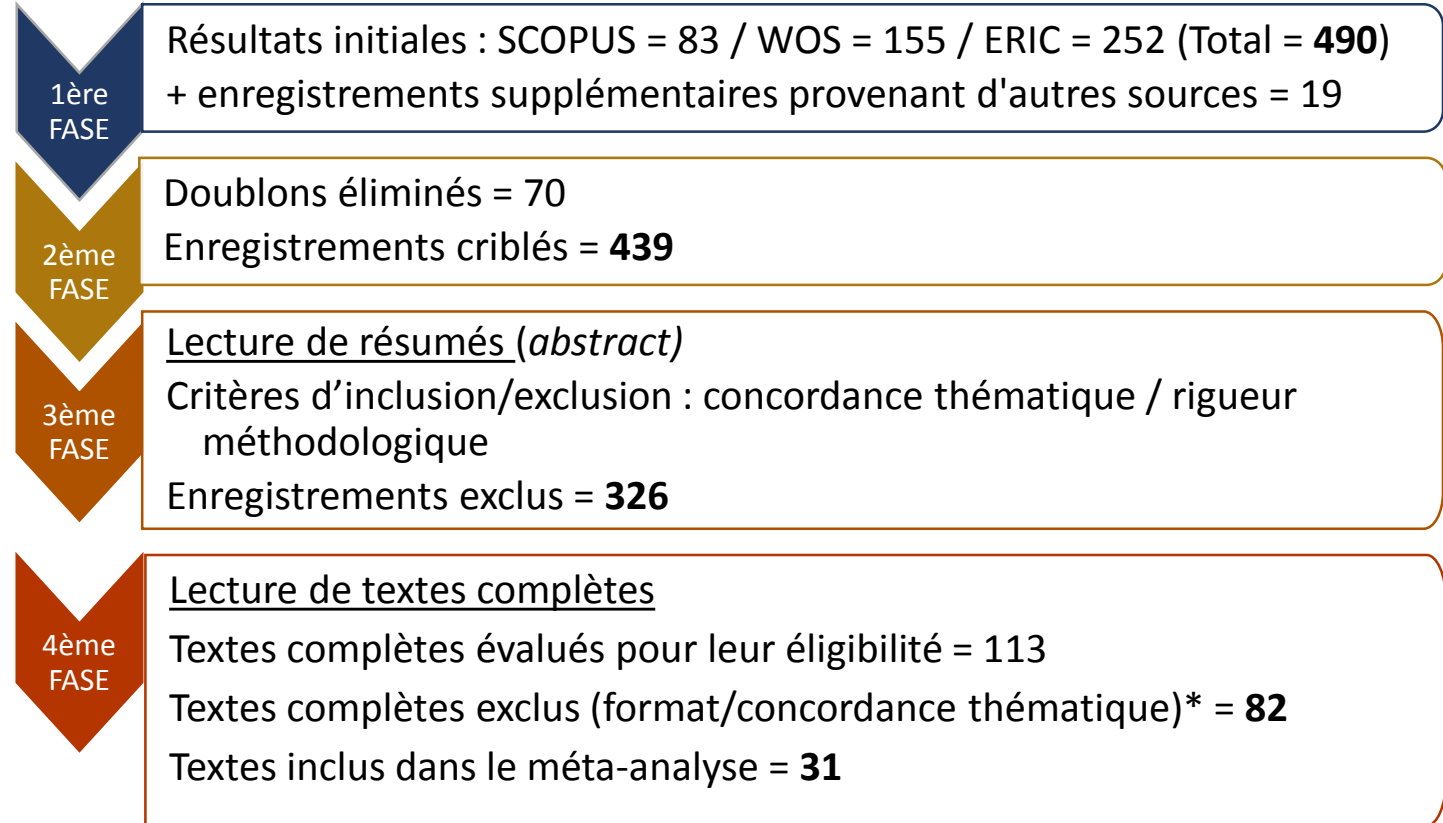 1ère
FASE
Résultats initiales : SCOPUS = 83 / WOS = 155 / ERIC = 252 (Total = 490)
+ enregistrements supplémentaires provenant d'autres sources = 19
2ème
FASE
Doublons éliminés = 70
Enregistrements criblés = 439
3ème
FASE
Lecture de résumés (abstract)
Critères d’inclusion/exclusion : concordance thématique / rigueur
méthodologique
Enregistrements exclus = 326
4ème
FASE
Lecture de textes complètes
Textes complètes évalués pour leur éligibilité = 113
Textes complètes exclus (format/concordance thématique)* = 82
Textes inclus dans le méta-analyse = 31